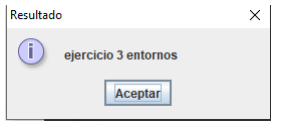 Resultado
ejercicio 3 entornos
Aceptar